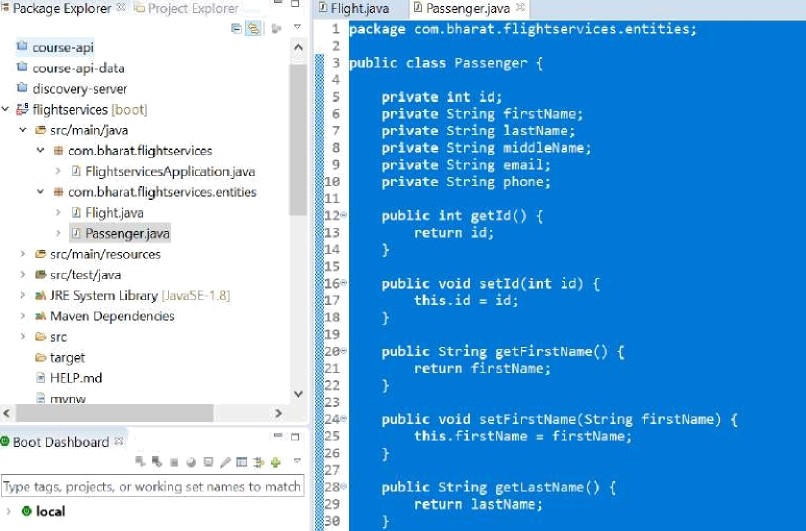 Package Explorer
Project Explorer
course-api
course-api-data
discovery-server
flightservices [boot]
src/main/java
com.bharat.flightservices
FlightservicesApplication.java
com.bharat.flightservices.entities
Flight.java
Passenger.java
src/main/resources
src/test/java
JRE System Library [JavaSE-1.8]
Maven Dependencies
src
target
HELP.md
mvnw
Boot Dashboard
Type tags, projects, or working set names to match
local
Flight.java
Passenger.java
1 package com.bharat.flightservices.entities;
2
3 public class Passenger {
4
5 private int id;
6 private String firstName;
7 private String lastName;
8 private String middleName;
9 private String email;
10 private String phone;
11
12 public int getId() {
13 return id;
14 }
15
16 public void setId(int id) {
17 this.id = id;
18 }
19
20 public String getFirstName() {
21 return firstName;
22 }
23
24 public void setFirstName(String firstName) {
25 this.firstName = firstName;
26 }
27
28 public String getLastName() {
29 return lastName;
30 }